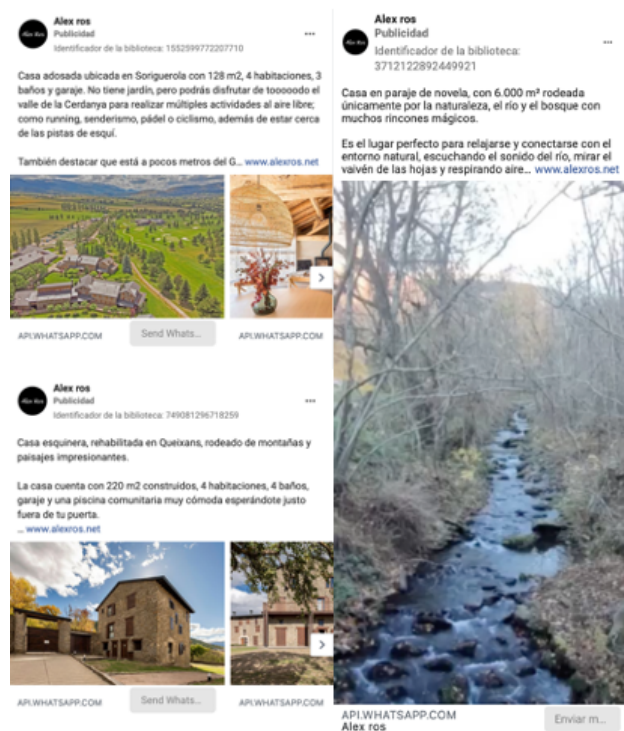 Alex ros
Publicidad
Identificador de la biblioteca: 1552599772207710
Casa adosada ubicada en Soriguerola con 128 m2, 4 habitaciones, 3
baños y garaje. No tiene jardín, pero podrás disfrutar de tooooodo el
valle de la Cerdanya para realizar múltiples actividades al aire libre;
como running, senderismo, pádel o ciclismo, además de estar cerca
de las pistas de esquí.
También destacar que está a pocos metros del G... www.alexros.net
API.WHATSAPP.COM
Send Whats...
API.WHATSAPP.COM
Alex ros
Publicidad
Identificador de la biblioteca: 749081296718259
Casa esquinera, rehabilitada en Queixans, rodeado de montañas y
paisajes impresionantes.
La casa cuenta con 220 m2 construidos, 4 habitaciones, 4 baños,
garaje y una piscina comunitaria muy cómoda esperándote justo
fuera de tu puerta.
... www.alexros.net
API.WHATSAPP.COM
Send Whats...
API.WHATSAPP.COM
Alex ros
Publicidad
Identificador de la biblioteca:
3712122892449921
Casa en paraje de novela, con 6.000 m² rodeada
únicamente por la naturaleza, el río y el bosque con
muchos rincones mágicos.
Es el lugar perfecto para relajarse y conectarse con el
entorno natural, escuchando el sonido del río, mirar el
vaivén de las hojas y respirando aire... www.alexros.net
API.WHATSAPP.COM
Alex ros
Enviar m...